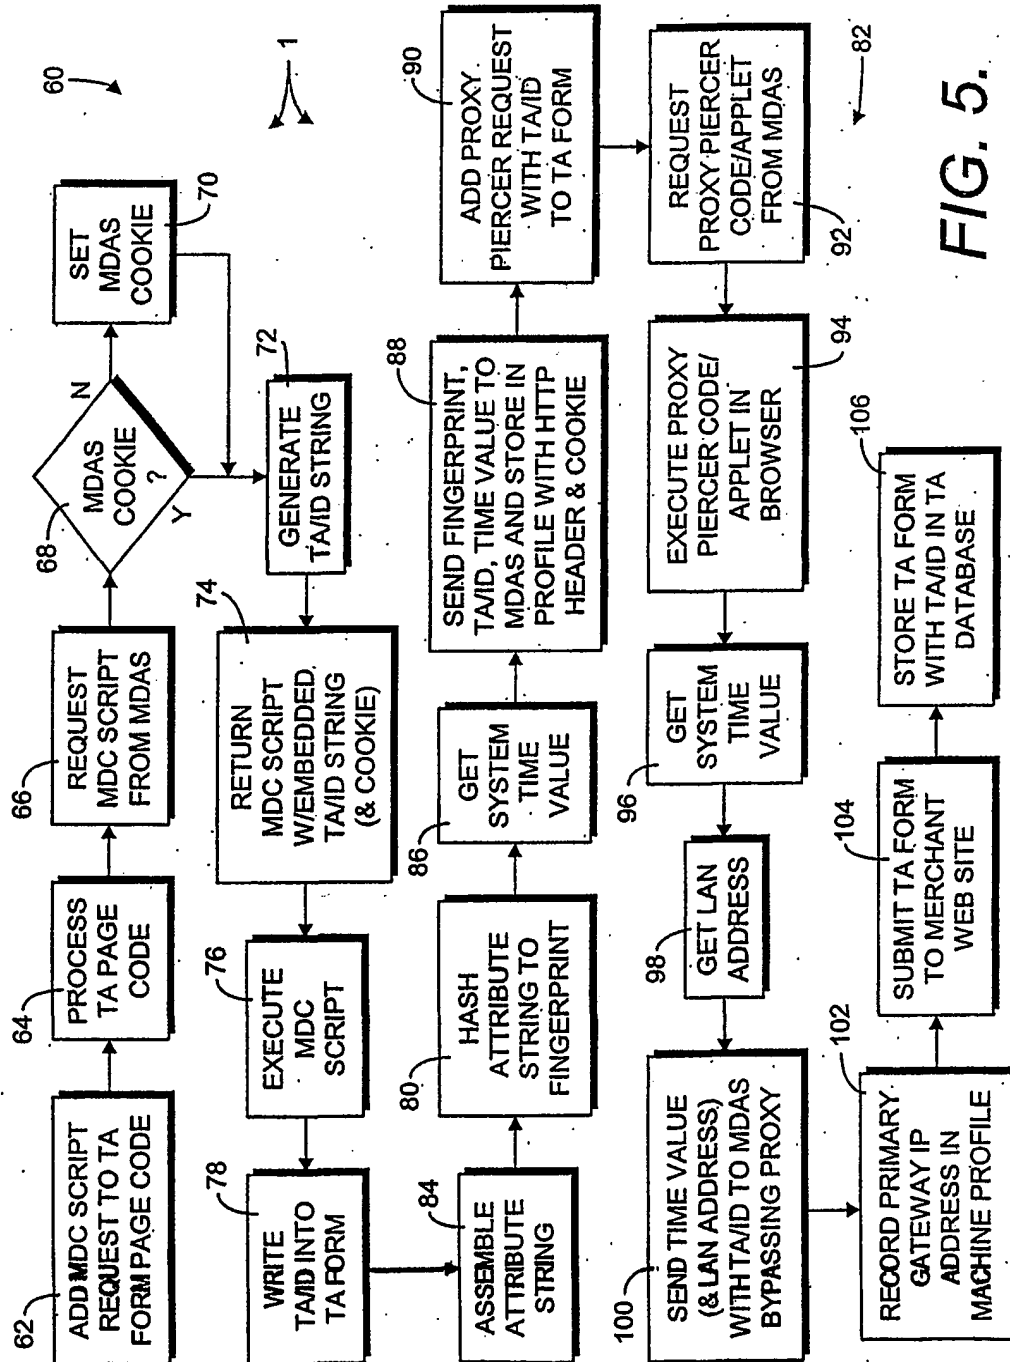 60
1
62
ADD MDC SCRIPT
REQUEST TO TA
FORM PAGE CODE
64
PROCESS
TA PAGE
CODE
66
REQUEST
MDC SCRIPT
FROM MDAS
68
MDAS
COOKIE
?
N
Y
SET
MDAS
COOKIE
70
72
GENERATE
TA/ID STRING
74
RETURN
MDC SCRIPT
W/EMBEDDED
TA/ID STRING
(& COOKIE)
76
EXECUTE
MDC
SCRIPT
78
WRITE
TA/ID INTO
TA FORM
84
ASSEMBLE
ATTRIBUTE
STRING
80
HASH
ATTRIBUTE
STRING TO
FINGERPRINT
86
GET
SYSTEM
TIME
VALUE
88
SEND FINGERPRINT,
TA/ID, TIME VALUE TO
MDAS AND STORE IN
PROFILE WITH HTTP
HEADER & COOKIE
90
ADD PROXY
PIERCER REQUEST
WITH TA/ID
TO TA FORM
REQUEST
PROXY PIERCER
CODE/APPLET
FROM MDAS
92
EXECUTE PROXY
PIERCER CODE/
APPLET IN
BROWSER
94
GET
SYSTEM
TIME
VALUE
96
98
GET LAN
ADDRESS
100
SEND TIME VALUE
(& LAN ADDRESS)
WITH TA/ID TO MDAS
BYPASSING PROXY
102
RECORD PRIMARY
GATEWAY IP
ADDRESS IN
MACHINE PROFILE
104
SUBMIT TA FORM
TO MERCHANT
WEB SITE
106
STORE TA FORM
WITH TA/ID IN TA
DATABASE
82
FIG. 5.